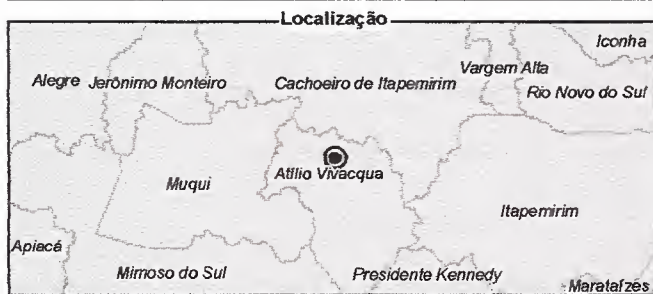 Localização
Iconha
Vargem Alta
Alegre Jerônimo Monteiro Cachoeiro de Itapemirim
Rio Novo do Sul
Atílio Vivacqua
Muqui
Itapemirim
Apiacá
Mimoso do Sul Presidente Kennedy
Marataízes